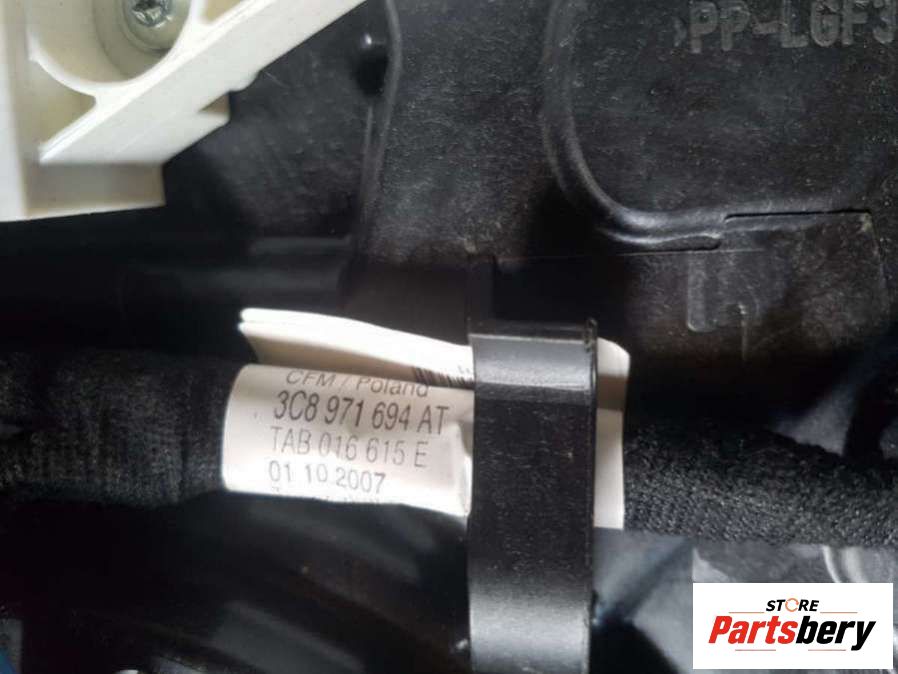 PP-LGF3
CFM / Poland
3C8 971 694 AT
TAB 016 615 E
01 10.2007
STORE
Partsbery